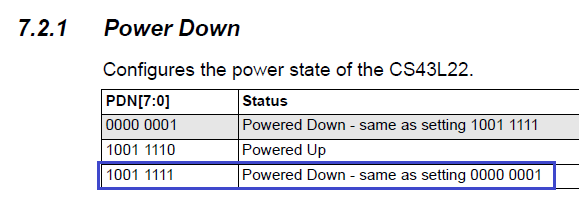 7.2.1 Power Down
Configures the power state of the CS43L22.
PDN[7:0] Status
0000 0001 Powered Down - same as setting 1001 1111
1001 1110 Powered Up
1001 1111 Powered Down - same as setting 0000 0001